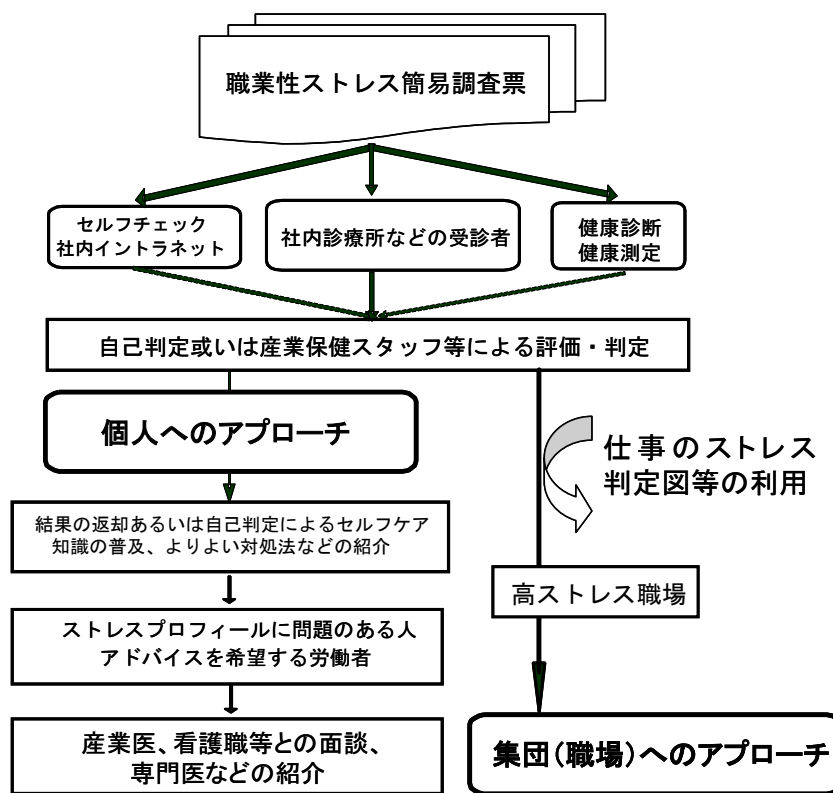 職業性ストレス簡易調査票
セルフチェック
社内イントラネット
社内診療所などの受診者
健康診断
健康測定
自己判定或いは産業保健スタッフ等による評価・判定
個人へのアプローチ
仕事のストレス
判定図等の利用
結果の返却あるいは自己判定によるセルフケア
知識の普及、よりよい対処法などの紹介
高ストレス職場
ストレスプロフィールに問題のある人
アドバイスを希望する労働者
産業医、看護職等との面談、
専門医などの紹介
集団(職場)へのアプローチ